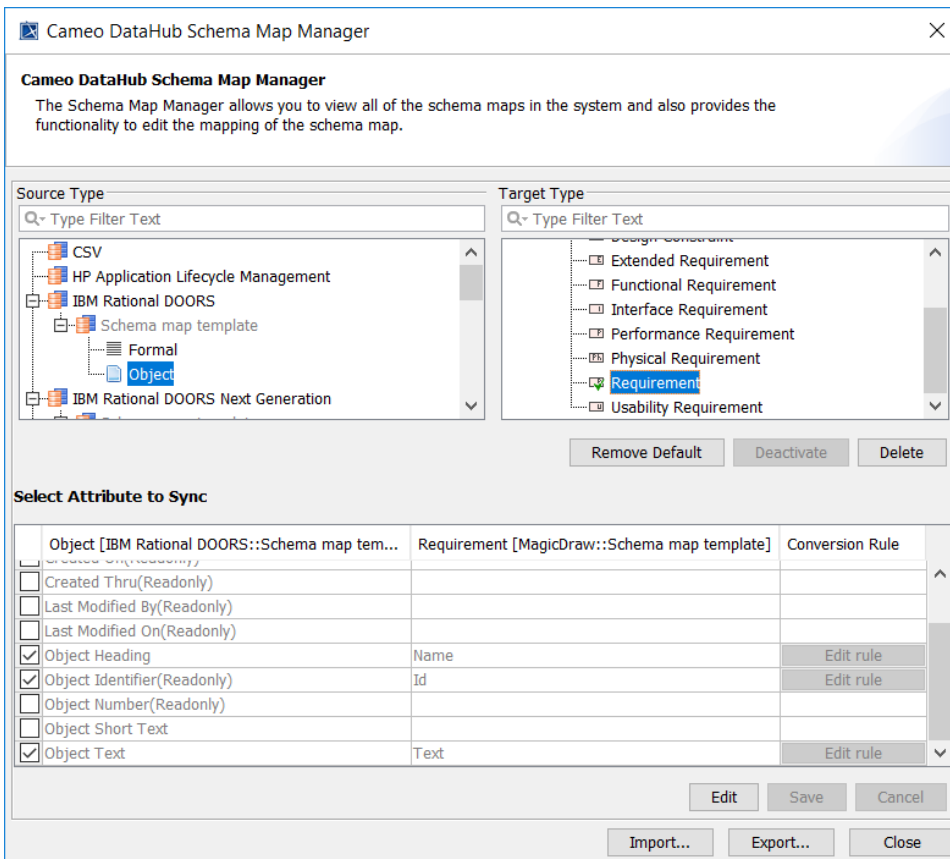 Cameo DataHub Schema Map Manager
Cameo DataHub Schema Map Manager
The Schema Map Manager allows you to view all of the schema maps in the system and also provides the
functionality to edit the mapping of the schema map.
Source Type
Target Type
Type Filter Text
Type Filter Text
CSV
HP Application Lifecycle Management
IBM Rational DOORS
Schema map template
Formal
Object
IBM Rational DOORS Next Generation
Design Constraint
Extended Requirement
Functional Requirement
Interface Requirement
Performance Requirement
Physical Requirement
Requirement
Usability Requirement
Remove Default Deactivate Delete
Select Attribute to Sync
Object [IBM Rational DOORS::Schema map tem... Requirement [MagicDraw::Schema map template] Conversion Rule
Created On(Readonly)
Created Thru(Readonly)
Last Modified By(Readonly)
Last Modified On(Readonly)
Object Heading Name Edit rule
Object Identifier(Readonly) Id Edit rule
Object Number(Readonly)
Object Short Text
Object Text Text Edit rule
Edit Save Cancel
Import... Export... Close